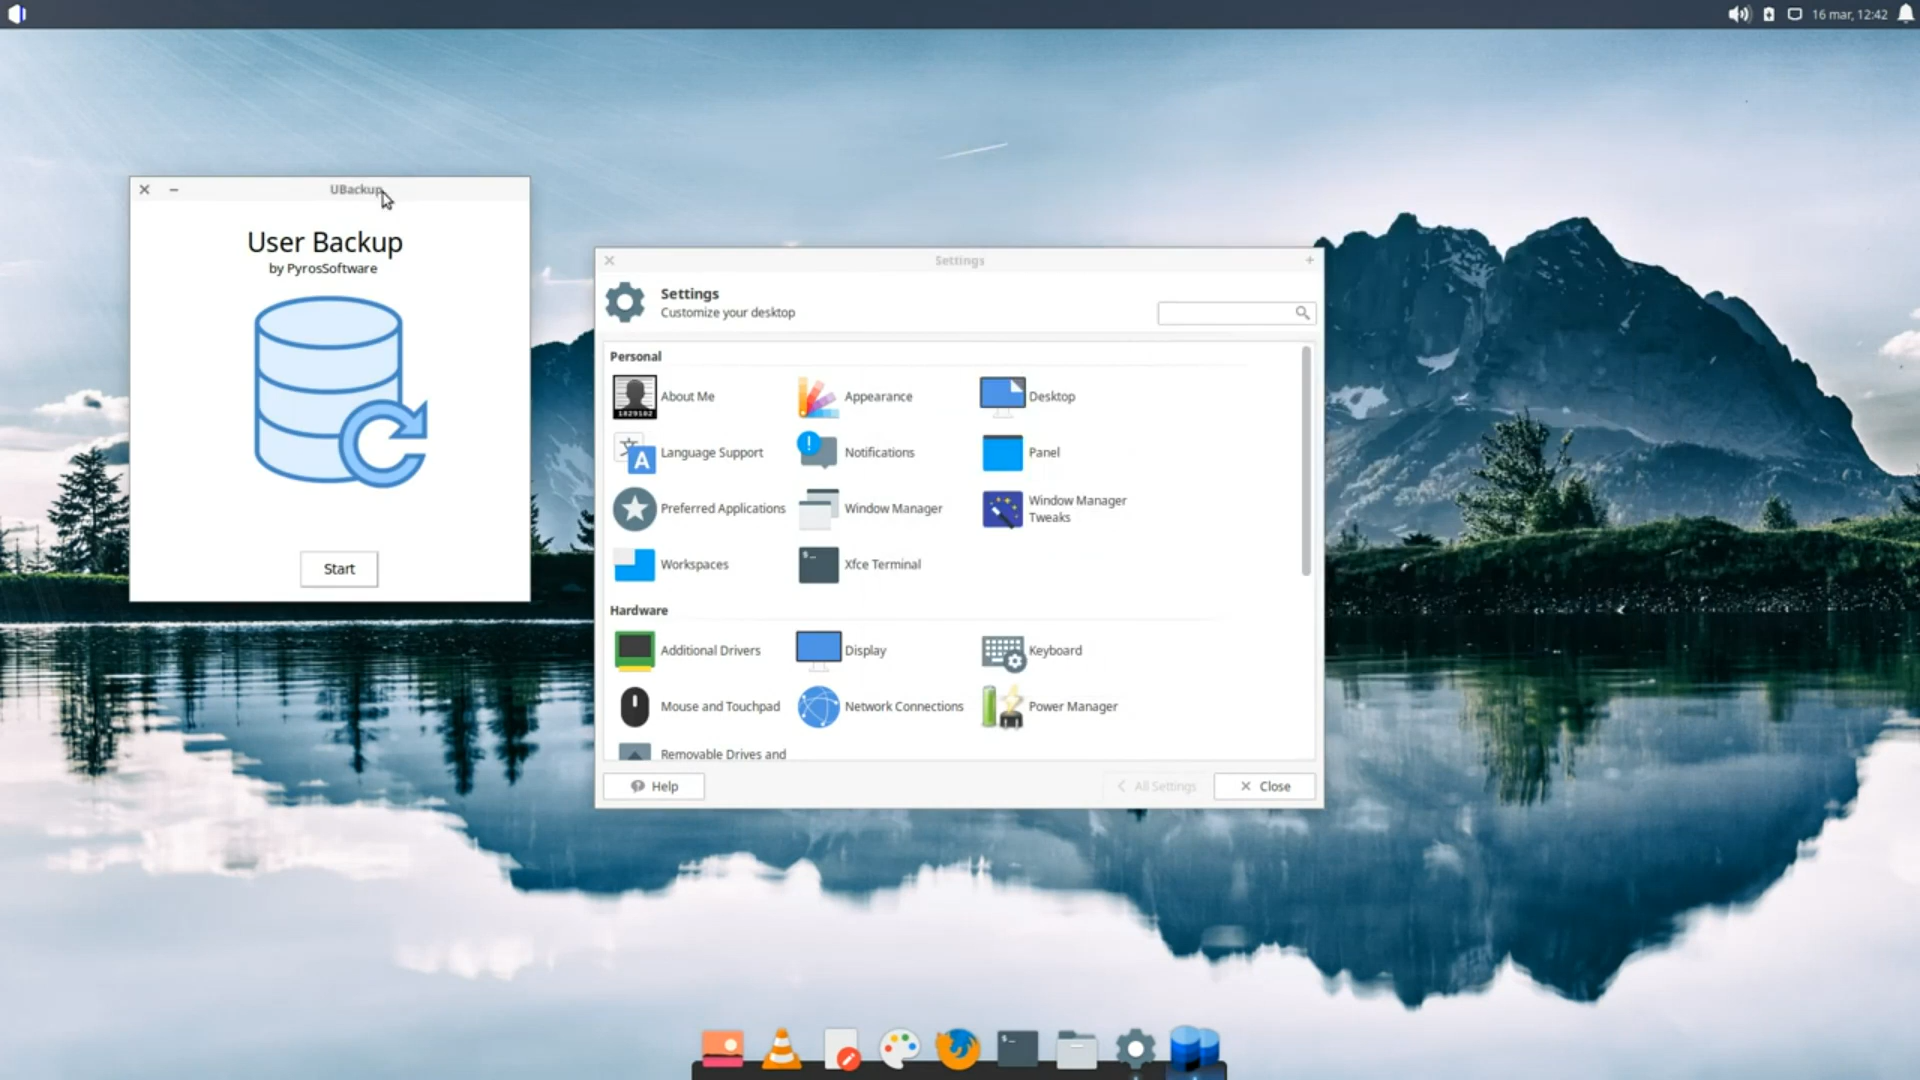 16 mar, 12:42
UBackup
User Backup
by PyrosSoftware
Start
Settings
Settings
Customize your desktop
Personal
About Me
Appearance
Desktop
Language Support
Notifications
Panel
Preferred Applications
Window Manager
Window Manager
Tweaks
Workspaces
Xfce Terminal
Hardware
Additional Drivers
Display
Keyboard
Mouse and Touchpad
Network Connections
Power Manager
Removable Drives and
Help
All Settings
Close